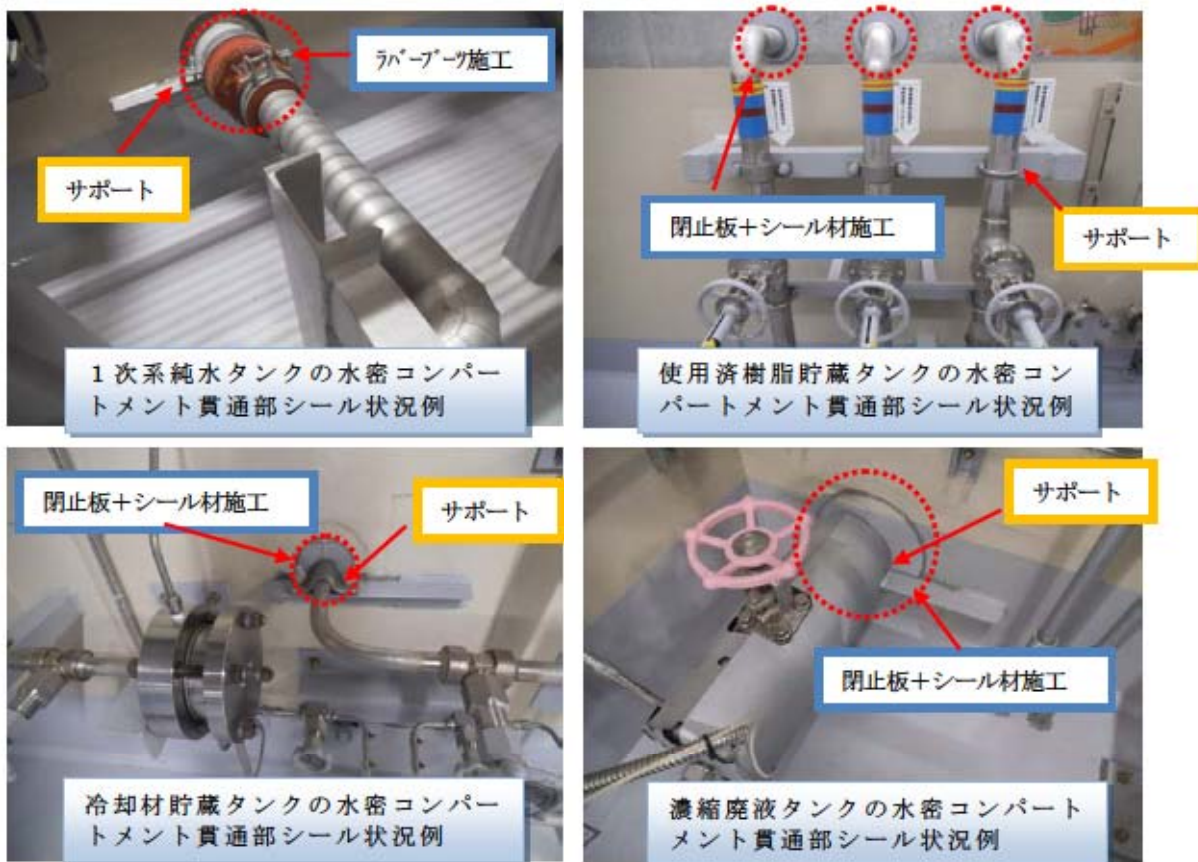 ラバーブーツ施工
サポート
1次系純水タンクの水密コンパー
トメント貫通部シール状況例
閉止板+シール材施工
サポート
使用済樹脂貯蔵タンクの水密コン
パートメント貫通部シール状況例
閉止板+シール材施工
サポート
冷却材貯蔵タンクの水密コンパー
トメント貫通部シール状況例
サポート
閉止板+シール材施工
濃縮廃液タンクの水密コンパート
メント貫通部シール状況例